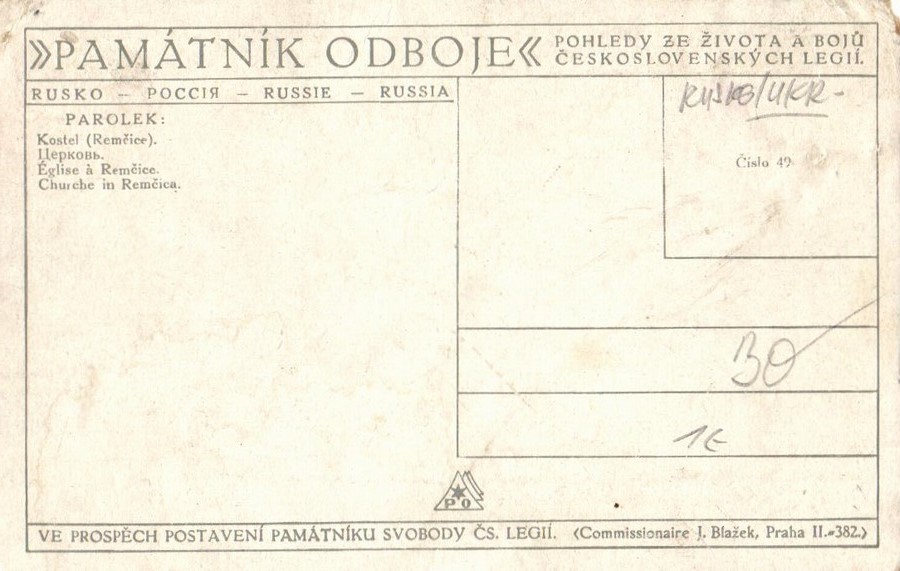 »PAMÁTNÍK ODBOJE«
POHLEDY ZE ŽIVOTA A BOJŮ
ČESKOSLOVENSKÝCH LEGIÍ.
RUSKO – РОССІЯ – RUSSIE – RUSSIA
PAROLEK:
Kostel (Remčice).
Церковь.
Église à Remčice.
Churche in Remčica.
RUSKO/UKR-
Číslo 49
30
1€
PO
VE PROSPĚCH POSTAVENÍ PAMÁTNÍKU SVOBODY ČS. LEGIÍ. (Commissionaire J. Blažek, Praha II.-382.)